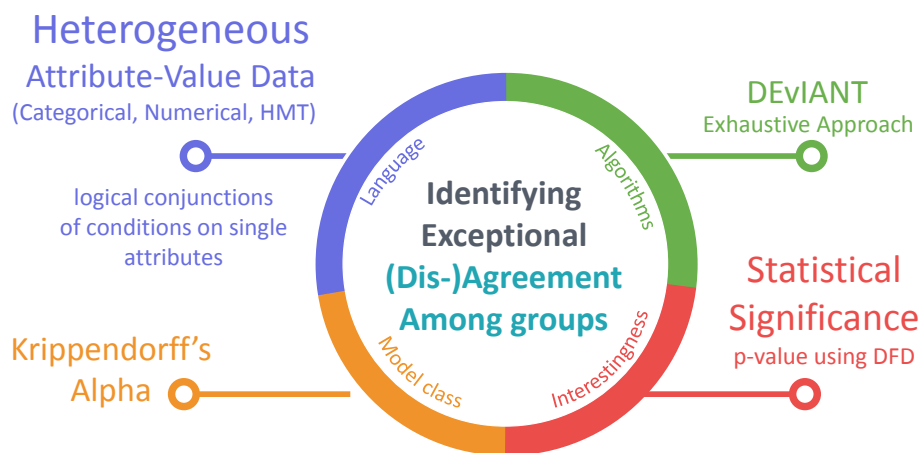 Heterogeneous
Attribute-Value Data
(Categorical, Numerical, HMT)
logical conjunctions
of conditions on single
attributes
Krippendorff's
Alpha
Language
Algorithms
Model class
Interestingness
Identifying
Exceptional
(Dis-)Agreement
Among groups
DEvIANT
Exhaustive Approach
Statistical
Significance
p-value using DFD